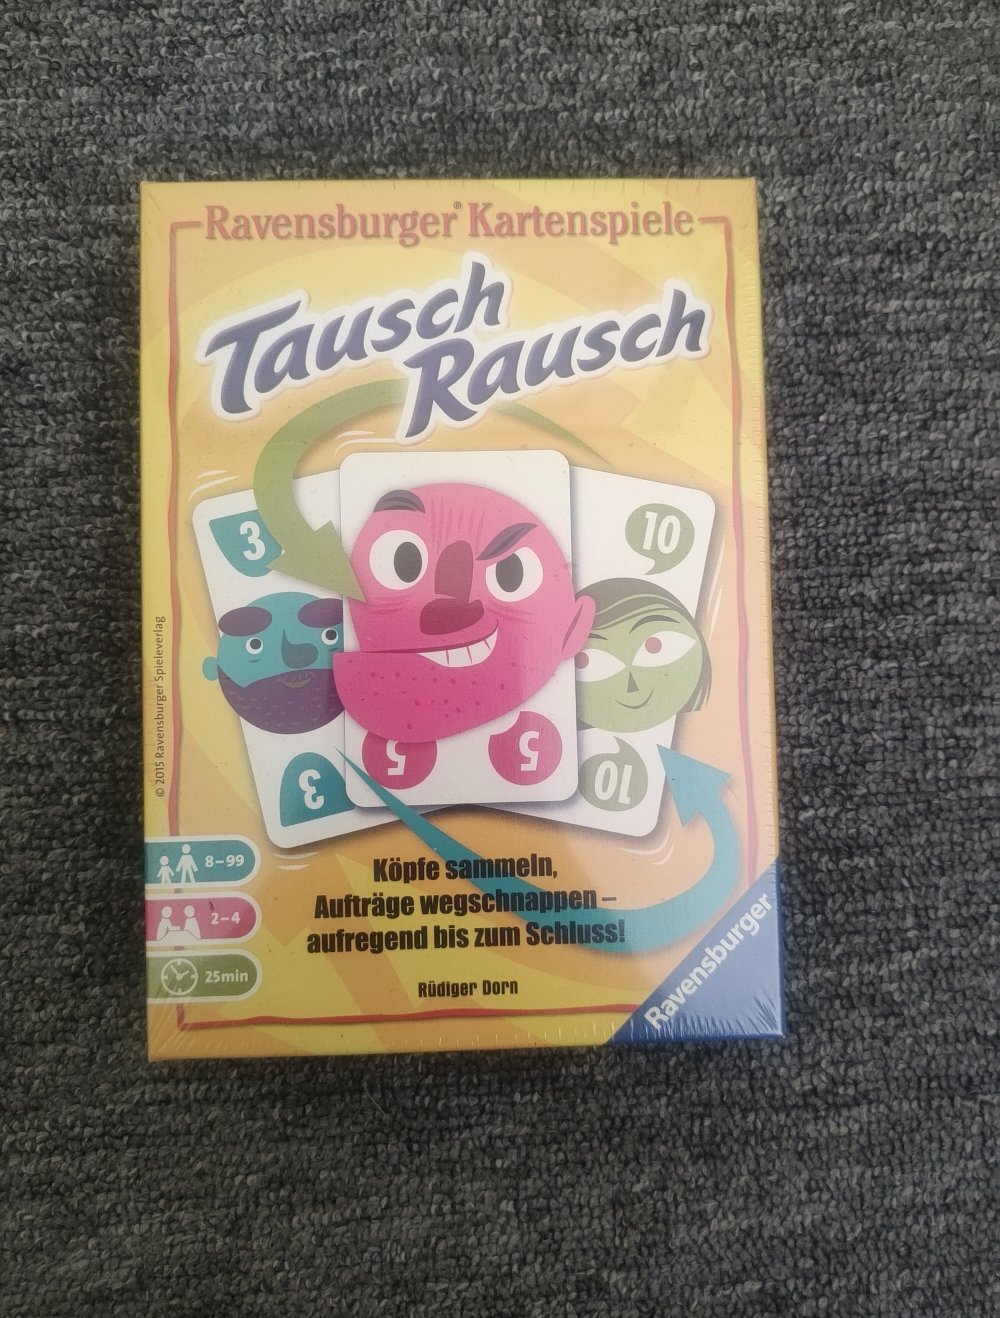 Ravensburger® Kartenspiele
Tausch
Rausch
3
10
5
5
3
10
© 2015 Ravensburger Spieleverlag
8–99
2–4
25min
Köpfe sammeln,
Aufträge wegschnappen –
aufregend bis zum Schluss!
Rüdiger Dorn
Ravensburger